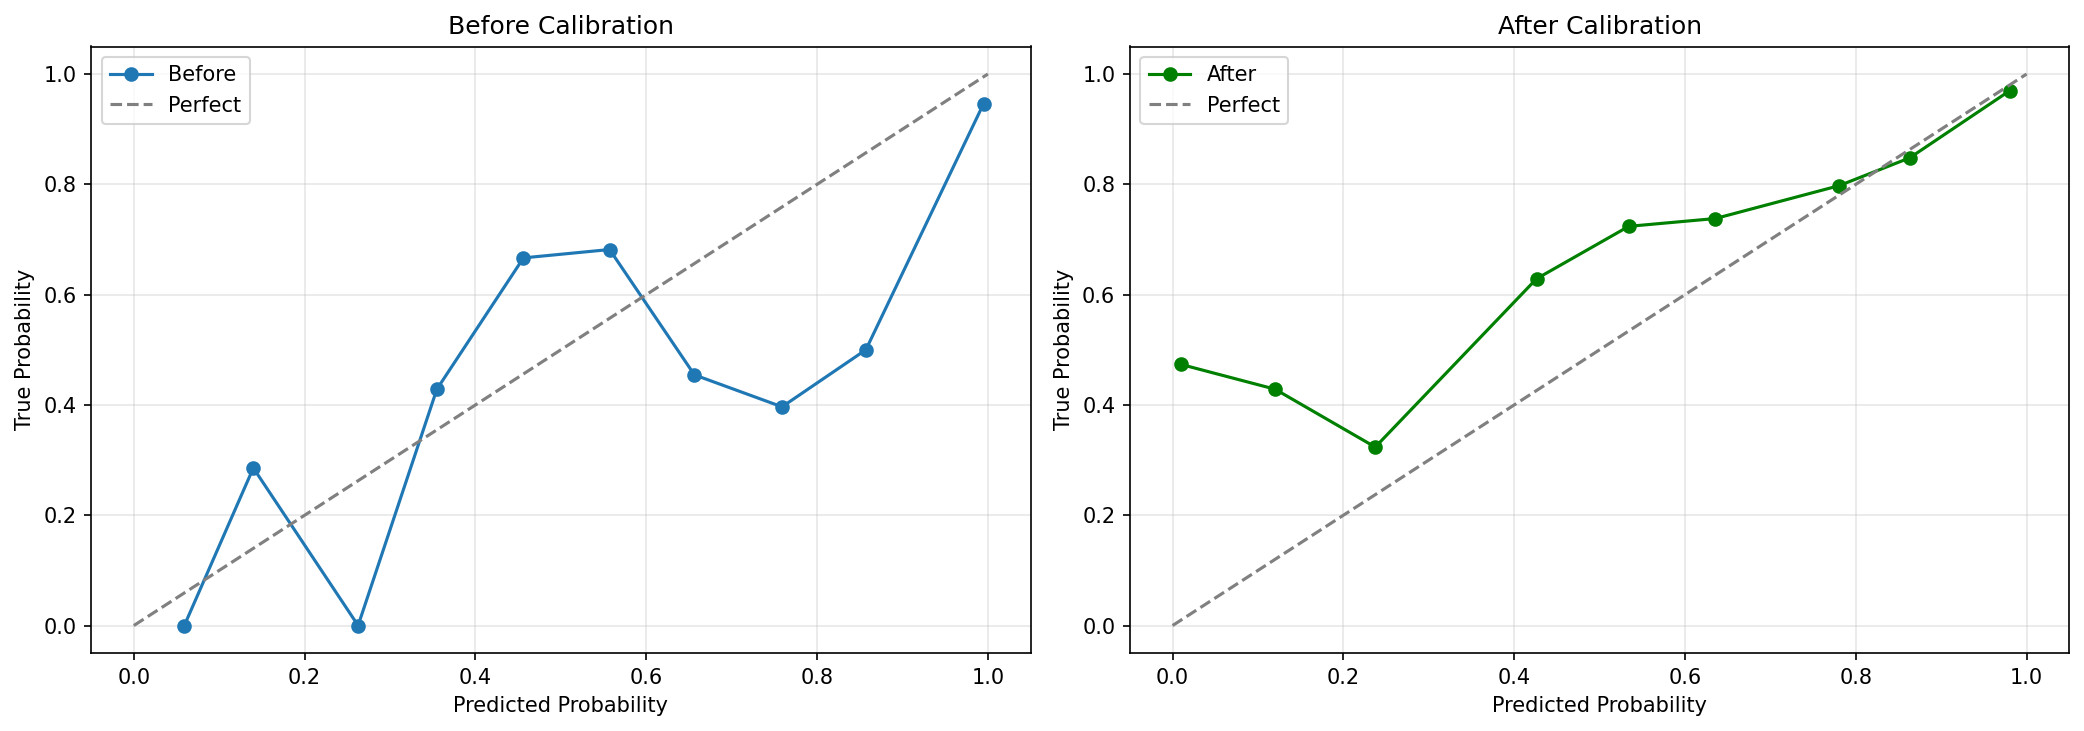 Before Calibration
Before
Perfect
1.0
0.8
0.6
0.4
0.2
0.0
True Probability
0.0 0.2 0.4 0.6 0.8 1.0
Predicted Probability
After Calibration
After
Perfect
1.0
0.8
0.6
0.4
0.2
0.0
True Probability
0.0 0.2 0.4 0.6 0.8 1.0
Predicted Probability